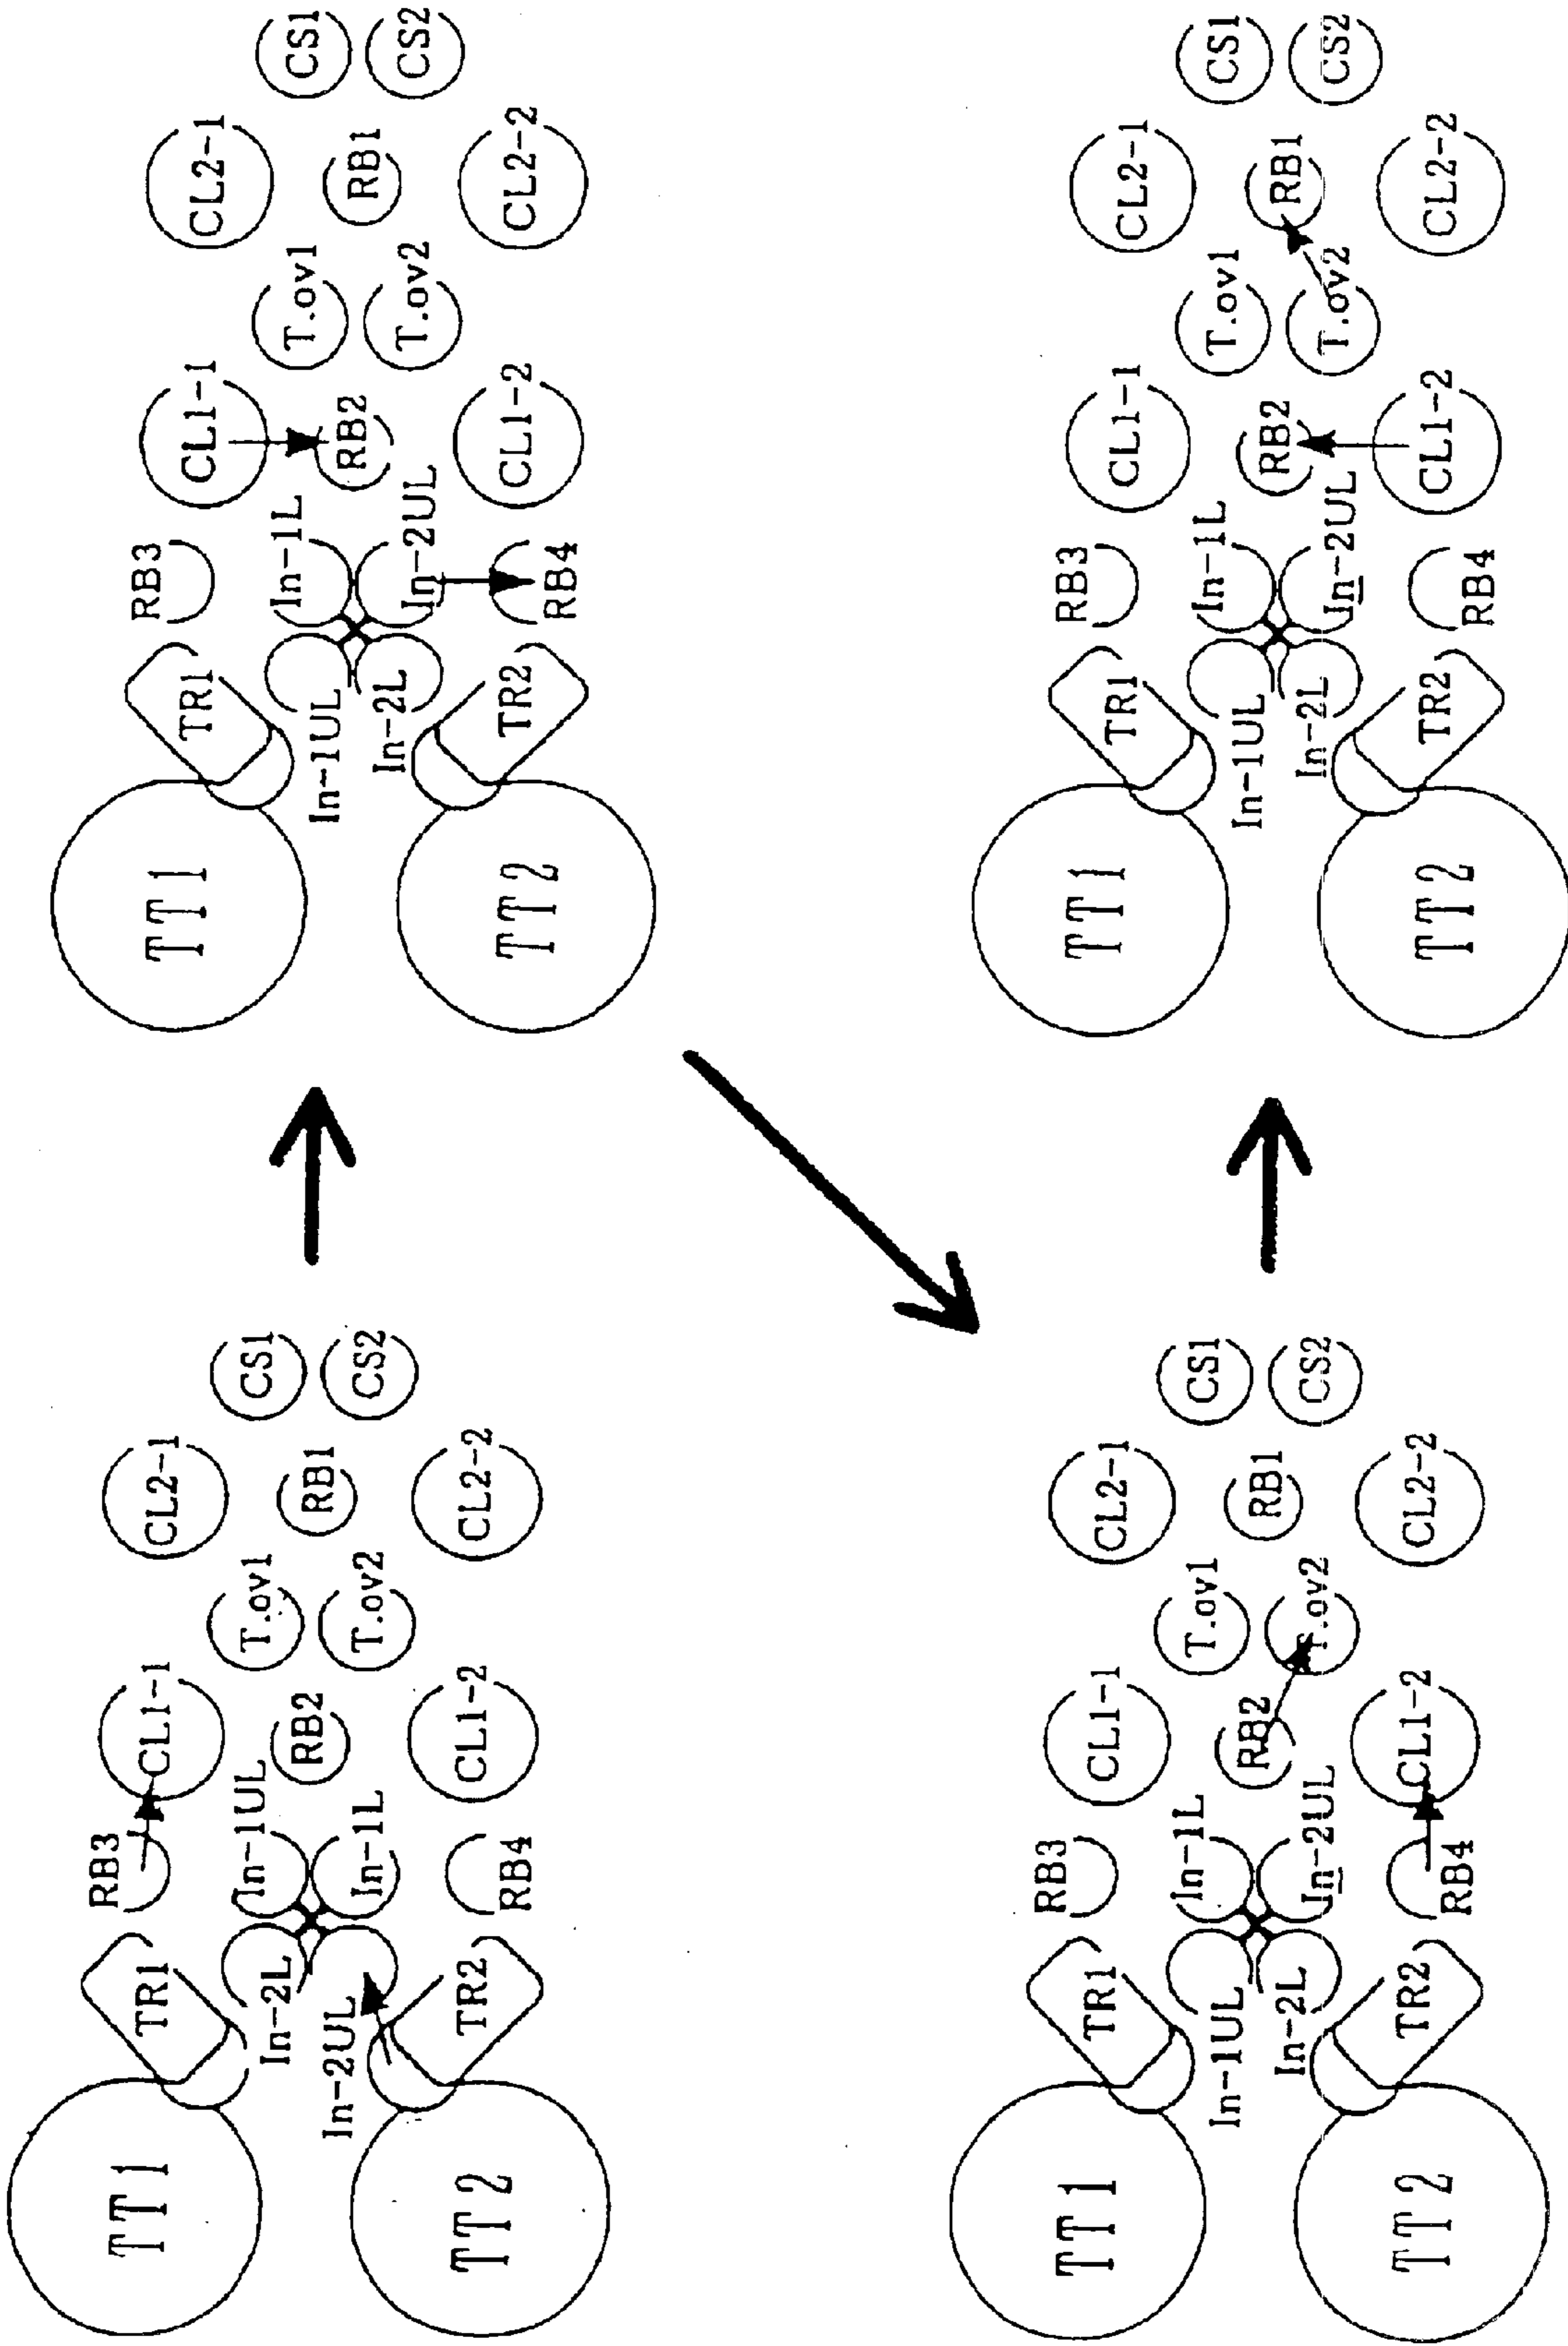 RB3
TT1
TR1
CL1-1
CL2-1
In-2L
In-1UL
T.ov1
CS1
RB2
RB1
In-2UL
In-1L
T.ov2
CS2
TT2
TR2
RB4
CL1-2
CL2-2
RB3
TT1
TR1
CL1-1
CL2-1
In-1UL
In-1L
T.ov1
CS1
RB2
RB1
In-2L
In-2UL
T.ov2
CS2
TT2
TR2
RB4
CL1-2
CL2-2
RB3
TT1
TR1
CL1-1
CL2-1
In-1UL
In-1L
T.ov1
CS1
RB2
RB1
In-2L
In-2UL
T.ov2
CS2
TT2
TR2
RB4
CL1-2
CL2-2
RB3
TT1
TR1
CL1-1
CL2-1
In-1UL
In-1L
T.ov1
CS1
RB2
RB1
In-2L
In-2UL
T.ov2
CS2
TT2
TR2
RB4
CL1-2
CL2-2